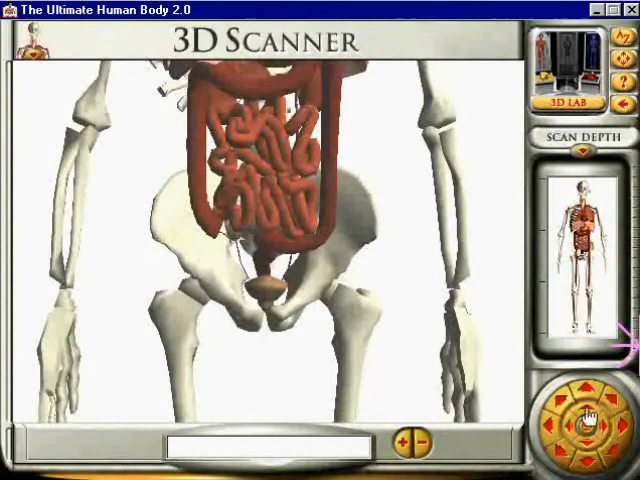 The Ultimate Human Body 2.0
3D SCANNER
A/Z
?
3D LAB
SCAN DEPTH
+ -